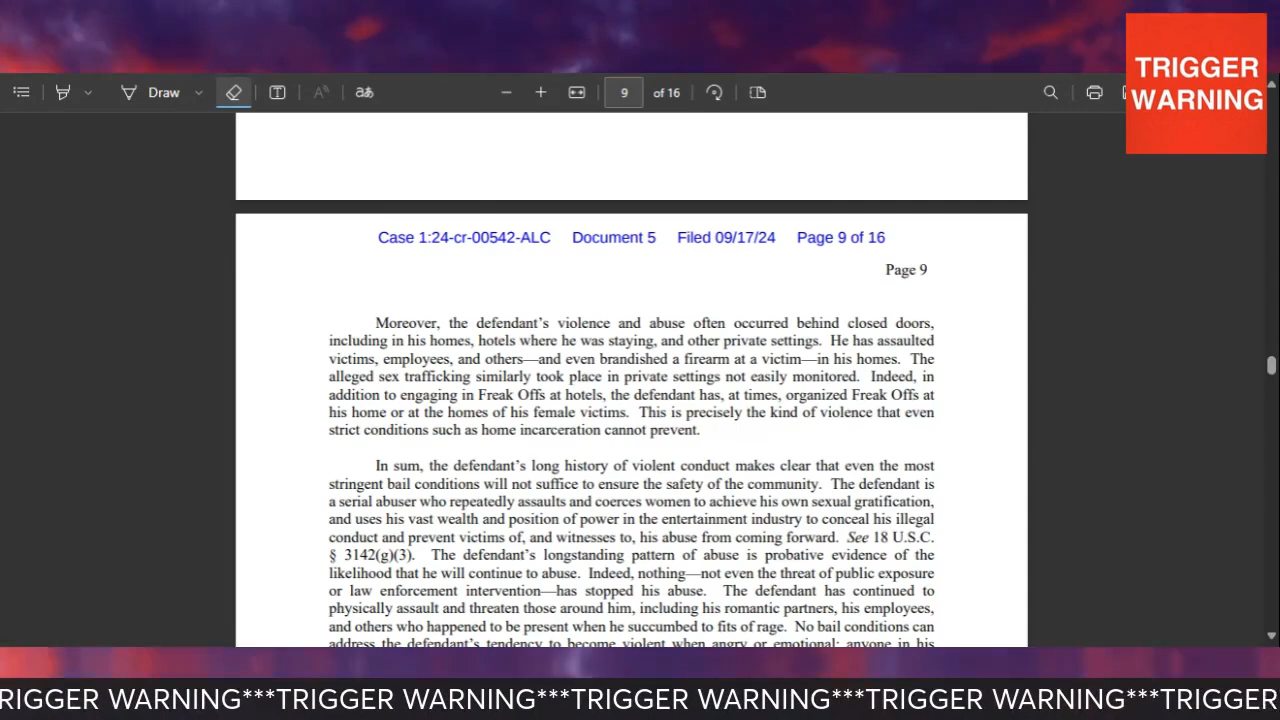 TRIGGER
WARNING
Draw
9 of 16
Case 1:24-cr-00542-ALC Document 5 Filed 09/17/24 Page 9 of 16
Page 9
Moreover, the defendant's violence and abuse often occurred behind closed doors,
including in his homes, hotels where he was staying, and other private settings. He has assaulted
victims, employees, and others—and even brandished a firearm at a victim—in his homes. The
alleged sex trafficking similarly took place in private settings not easily monitored. Indeed, in
addition to engaging in Freak Offs at hotels, the defendant has, at times, organized Freak Offs at
his home or at the homes of his female victims. This is precisely the kind of violence that even
strict conditions such as home incarceration cannot prevent.
In sum, the defendant's long history of violent conduct makes clear that even the most
stringent bail conditions will not suffice to ensure the safety of the community. The defendant is
a serial abuser who repeatedly assaults and coerces women to achieve his own sexual gratification,
and uses his vast wealth and position of power in the entertainment industry to conceal his illegal
conduct and prevent victims of, and witnesses to, his abuse from coming forward. See 18 U.S.C.
§ 3142(g)(3). The defendant's longstanding pattern of abuse is probative evidence of the
likelihood that he will continue to abuse. Indeed, nothing—not even the threat of public exposure
or law enforcement intervention—has stopped his abuse. The defendant has continued to
physically assault and threaten those around him, including his romantic partners, his employees,
and others who happened to be present when he succumbed to fits of rage. No bail conditions can
address the defendant's tendency to become violent when angry or emotional; anyone in his
RIGGER WARNING***TRIGGER WARNING***TRIGGER WARNING***TRIGGER WARNING***TRIGGER